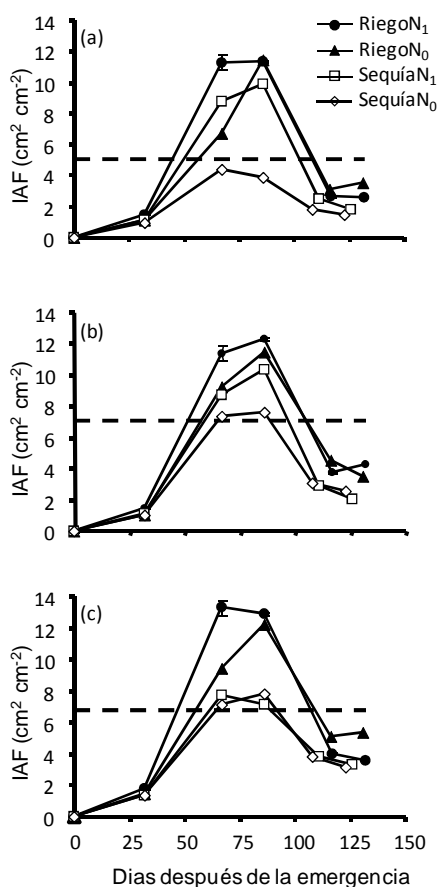 (a)
RiegoN₁
RiegoN₀
SequíaN₁
SequíaN₀
IAF (cm² cm⁻²)
14
12
10
8
6
4
2
0
(b)
IAF (cm² cm⁻²)
14
12
10
8
6
4
2
0
(c)
IAF (cm² cm⁻²)
14
12
10
8
6
4
2
0
0 25 50 75 100 125 150
Dias después de la emergencia